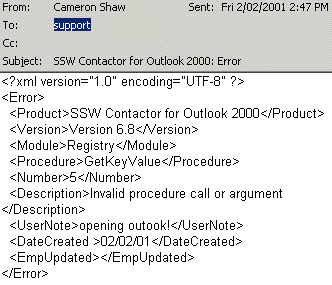 From: Cameron Shaw Sent: Fri 2/02/2001 2:47 PM
To: support
Cc:
Subject: SSW Contactor for Outlook 2000: Error
<?xml version="1.0" encoding="UTF-8" ?>
<Error>
<Product>SSW Contactor for Outlook 2000</Product>
<Version>Version 6.8</Version>
<Module>Registry</Module>
<Procedure>GetKeyValue</Procedure>
<Number>5</Number>
<Description>Invalid procedure call or argument
</Description>
<UserNote>opening outook!</UserNote>
<DateCreated >02/02/01</DateCreated>
<EmpUpdated></EmpUpdated>
</Error>